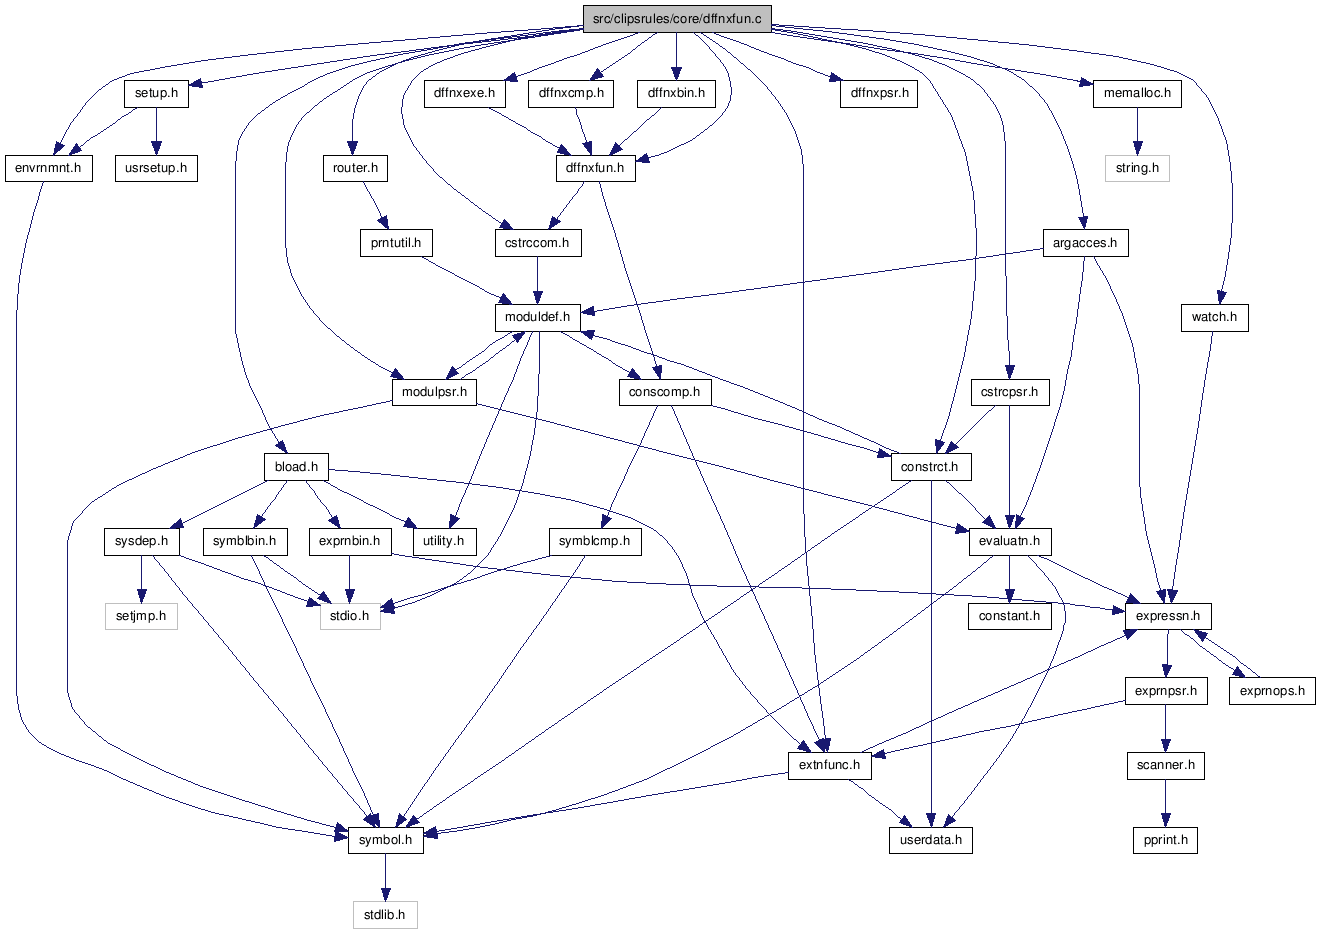 src/clipsrules/core/dffnxfun.c
setup.h
dffnxexe.h
dffnxcmp.h
dffnxbin.h
dffnxpsr.h
memalloc.h
envrnmnt.h
usrsetup.h
router.h
dffnxfun.h
string.h
prntutil.h
cstrccom.h
argacces.h
moduldef.h
watch.h
modulpsr.h
conscomp.h
cstrcpsr.h
bload.h
constrct.h
sysdep.h
symblbin.h
exprnbin.h
utility.h
symblcmp.h
evaluatn.h
setjmp.h
stdio.h
constant.h
expressn.h
exprnpsr.h
exprnops.h
extnfunc.h
scanner.h
symbol.h
userdata.h
pprint.h
stdlib.h